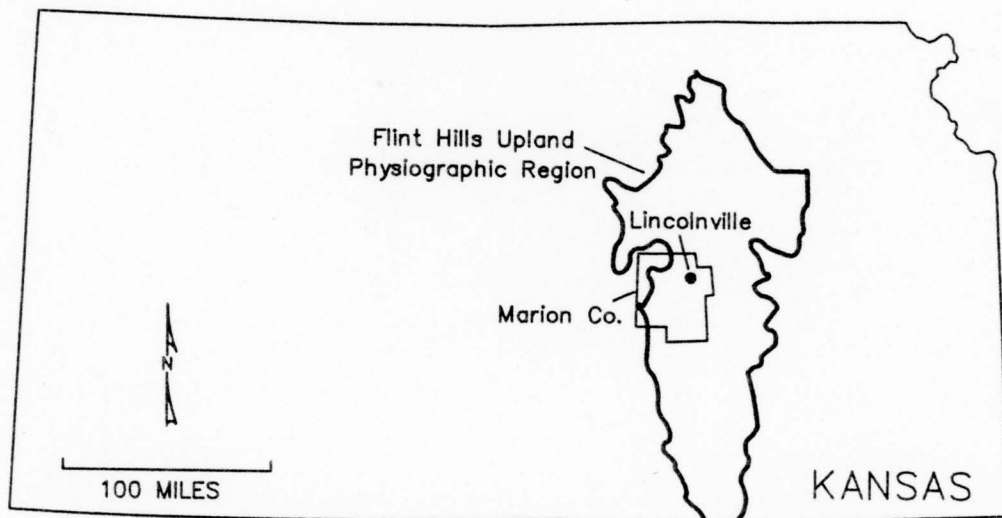 Flint Hills Upland
Physiographic Region
Lincolnville
Marion Co.
N
100 MILES
KANSAS